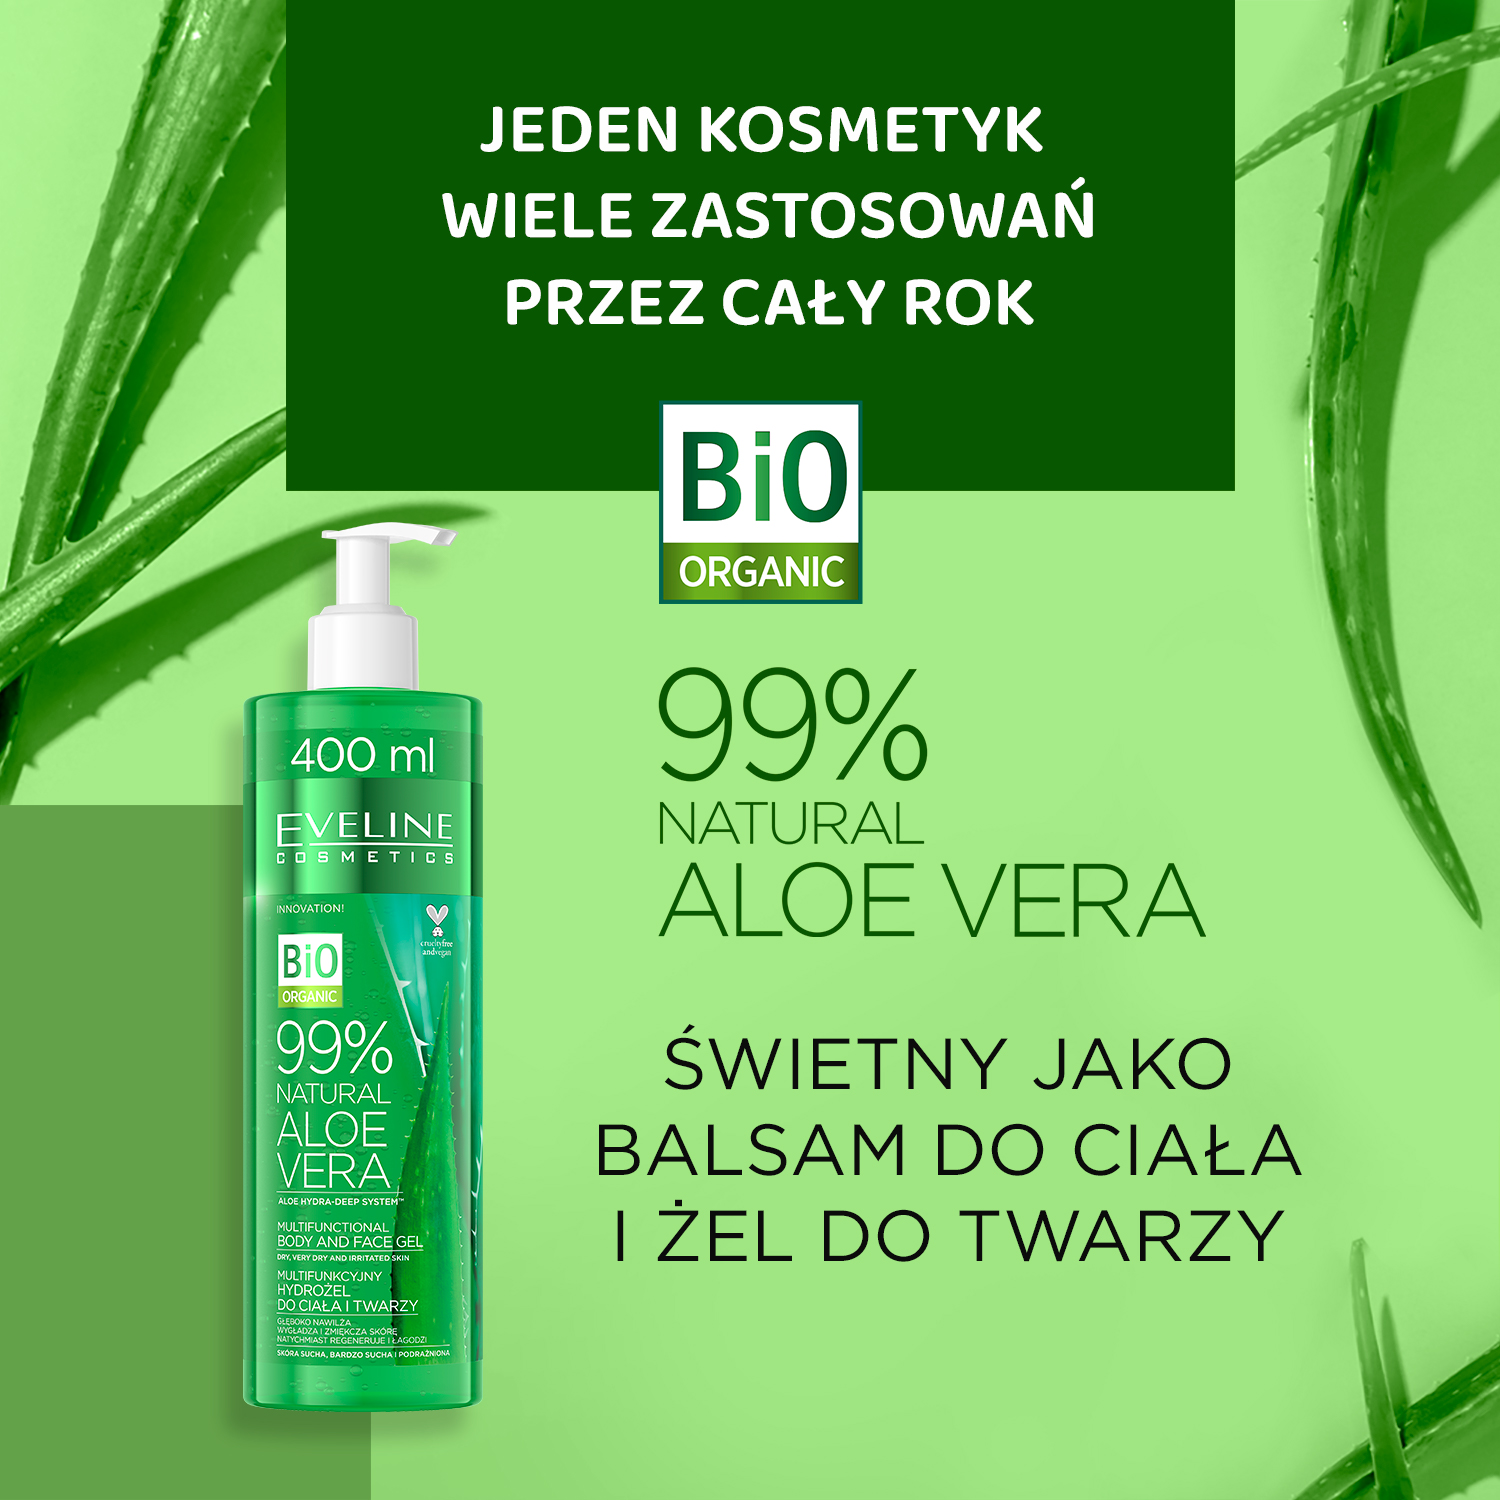 JEDEN KOSMETYK
WIELE ZASTOSOWAŃ
PRZEZ CAŁY ROK
BiO
ORGANIC
99%
NATURAL
ALOE VERA
ŚWIETNY JAKO
BALSAM DO CIAŁA
I ŻEL DO TWARZY
400 ml
EVELINE
COSMETICS
INNOVATION!
crueltyfree
andvegan
BiO
ORGANIC
99%
NATURAL
ALOE
VERA
ALOE HYDRA-DEEP SYSTEM™
MULTIFUNCTIONAL
BODY AND FACE GEL
DRY, VERY DRY AND IRRITATED SKIN
MULTIFUNKCYJNY
HYDROŻEL
DO CIAŁA I TWARZY
GŁĘBOKO NAWILŻA
WYGŁADZA I ZMIĘKCZA SKÓRĘ
NATYCHMIAST REGENERUJE I ŁAGODZI
SKÓRA SUCHA, BARDZO SUCHA I PODRAŻNIONA